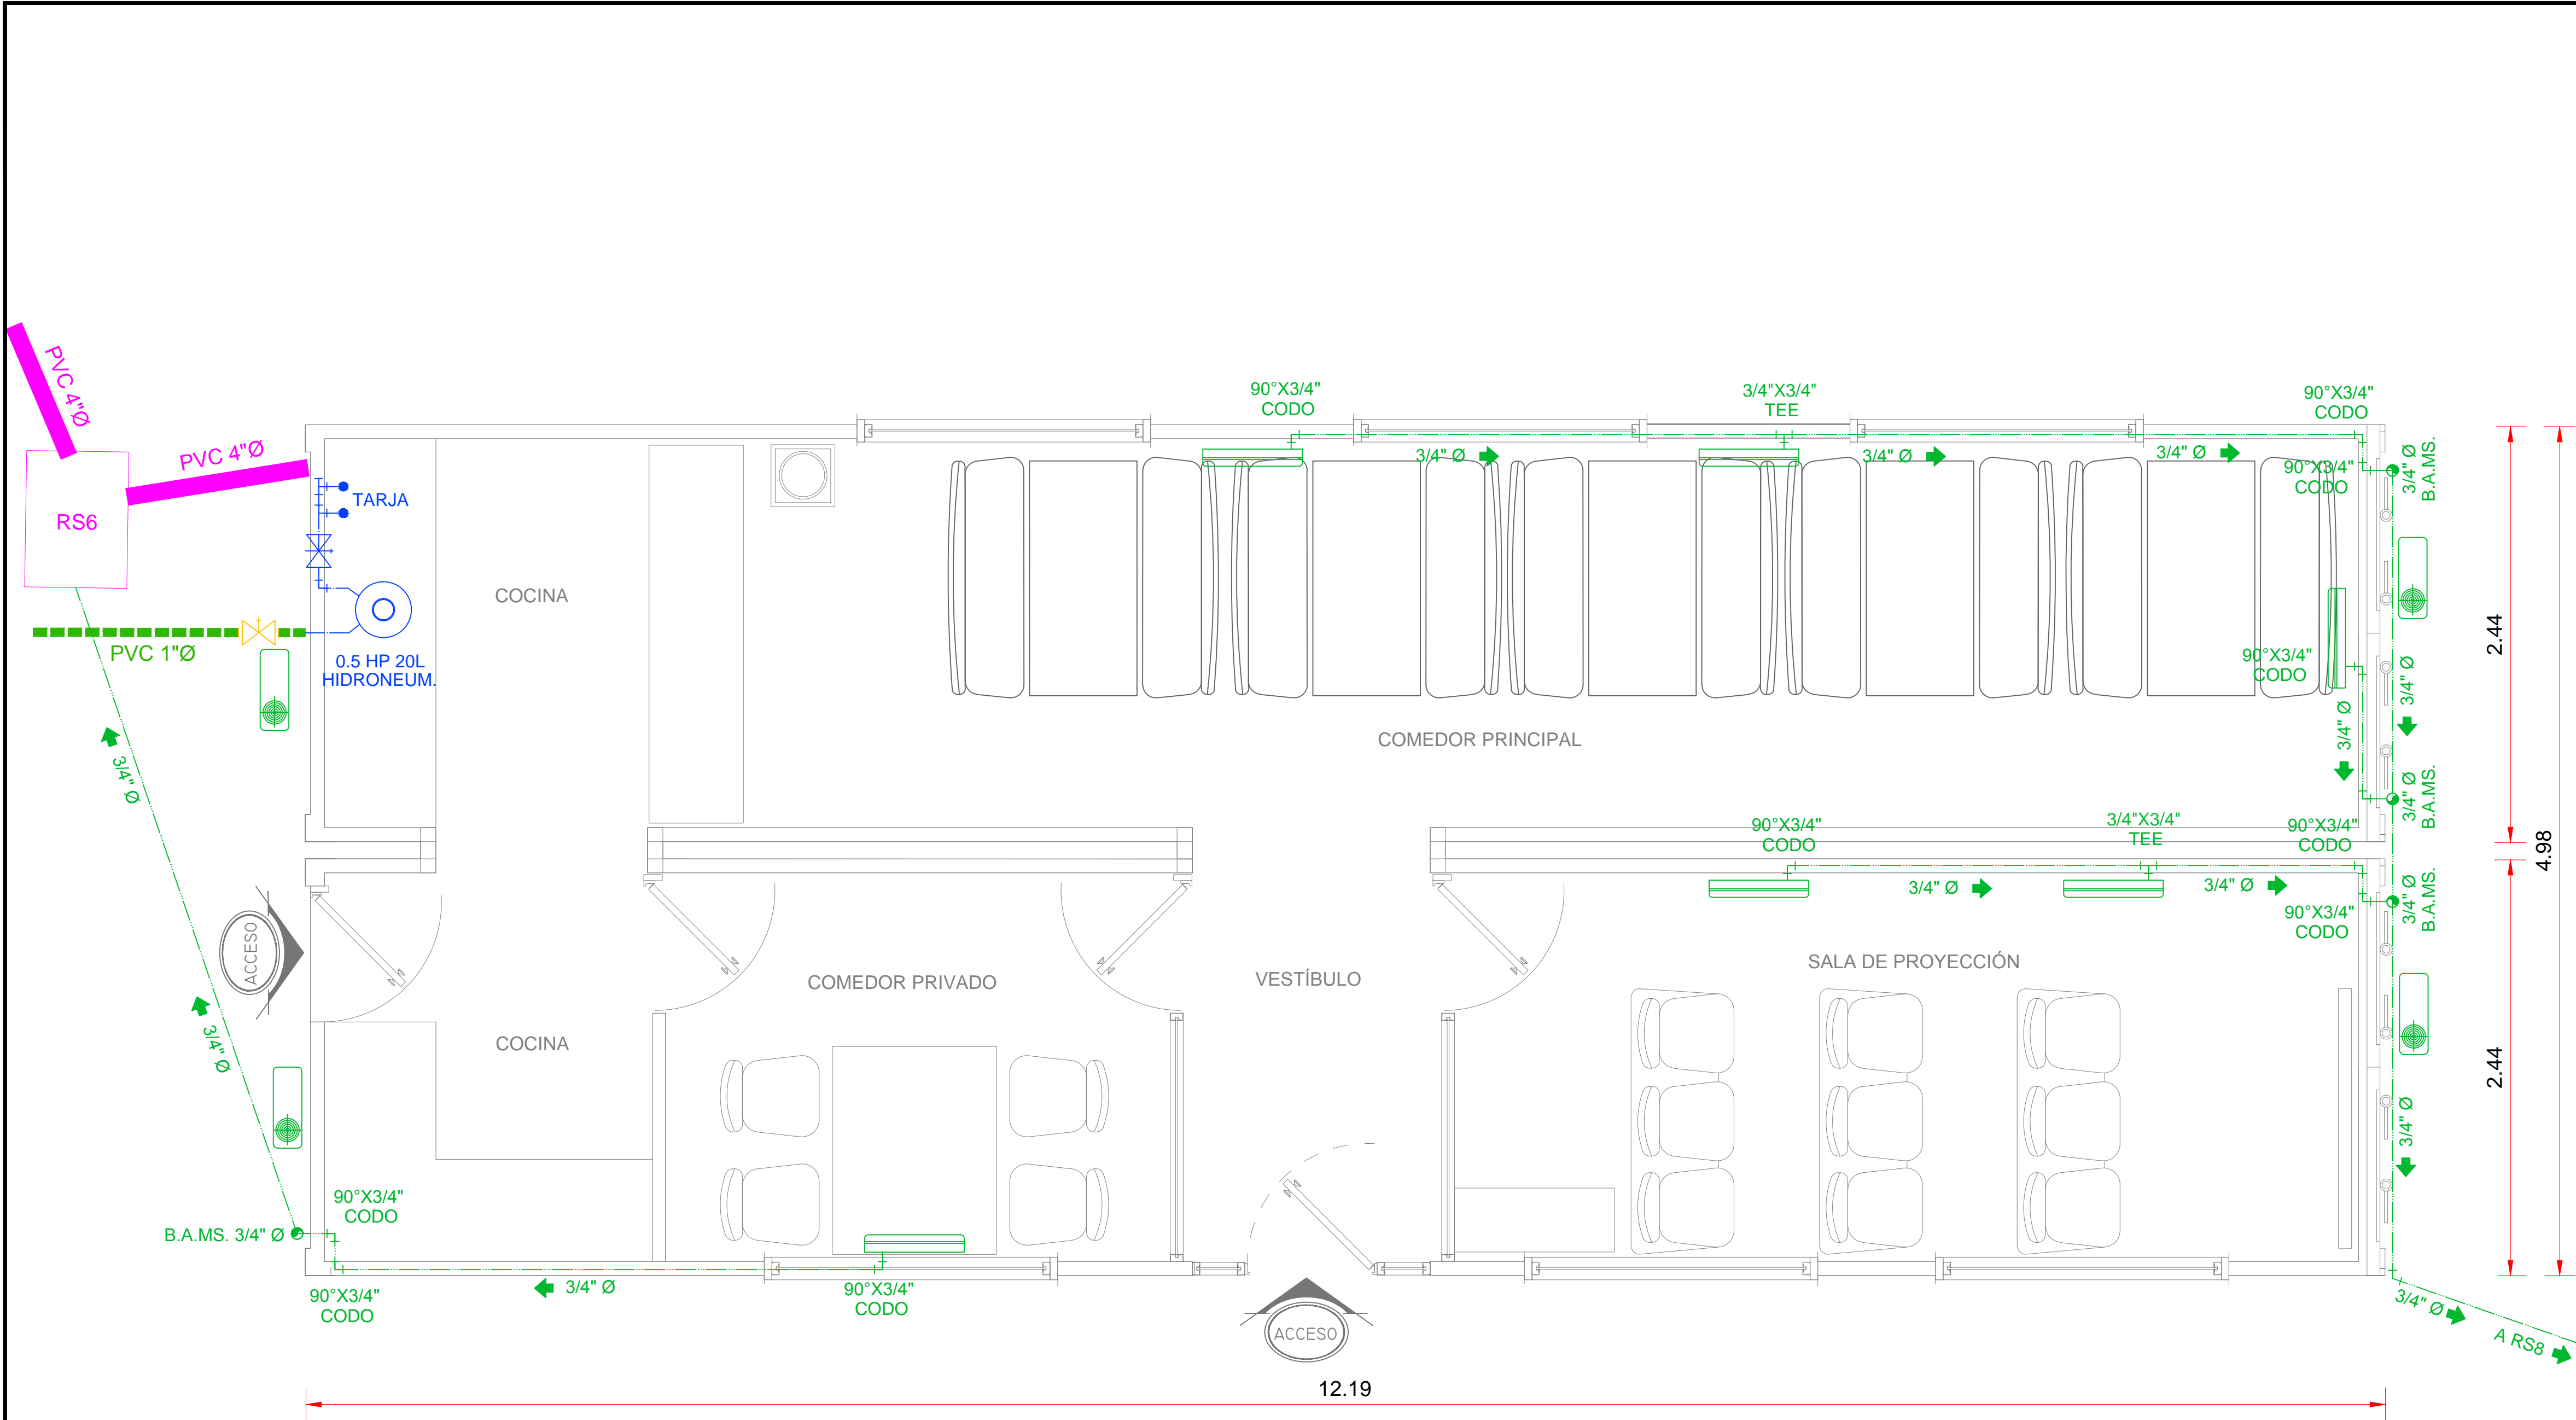 90°X3/4"
CODO
3/4"X3/4"
TEE
90°X3/4"
CODO
PVC 4"Ø
PVC 4"Ø
RS6
TARJA
3/4" Ø
3/4" Ø
3/4" Ø
90°X3/4"
CODO
3/4" Ø
B.A.MS.
COCINA
PVC 1"Ø
0.5 HP 20L
HIDRONEUM.
2.44
90°X3/4"
CODO
3/4" Ø
3/4" Ø
COMEDOR PRINCIPAL
3/4" Ø
3/4" Ø
B.A.MS.
90°X3/4"
CODO
3/4"X3/4"
TEE
90°X3/4"
CODO
4.98
3/4" Ø
3/4" Ø
3/4" Ø
B.A.MS.
90°X3/4"
CODO
ACCESO
COMEDOR PRIVADO
VESTÍBULO
SALA DE PROYECCIÓN
3/4" Ø
COCINA
2.44
3/4" Ø
90°X3/4"
CODO
B.A.MS. 3/4" Ø
90°X3/4"
CODO
3/4" Ø
90°X3/4"
CODO
ACCESO
3/4" Ø
A RS8
12.19